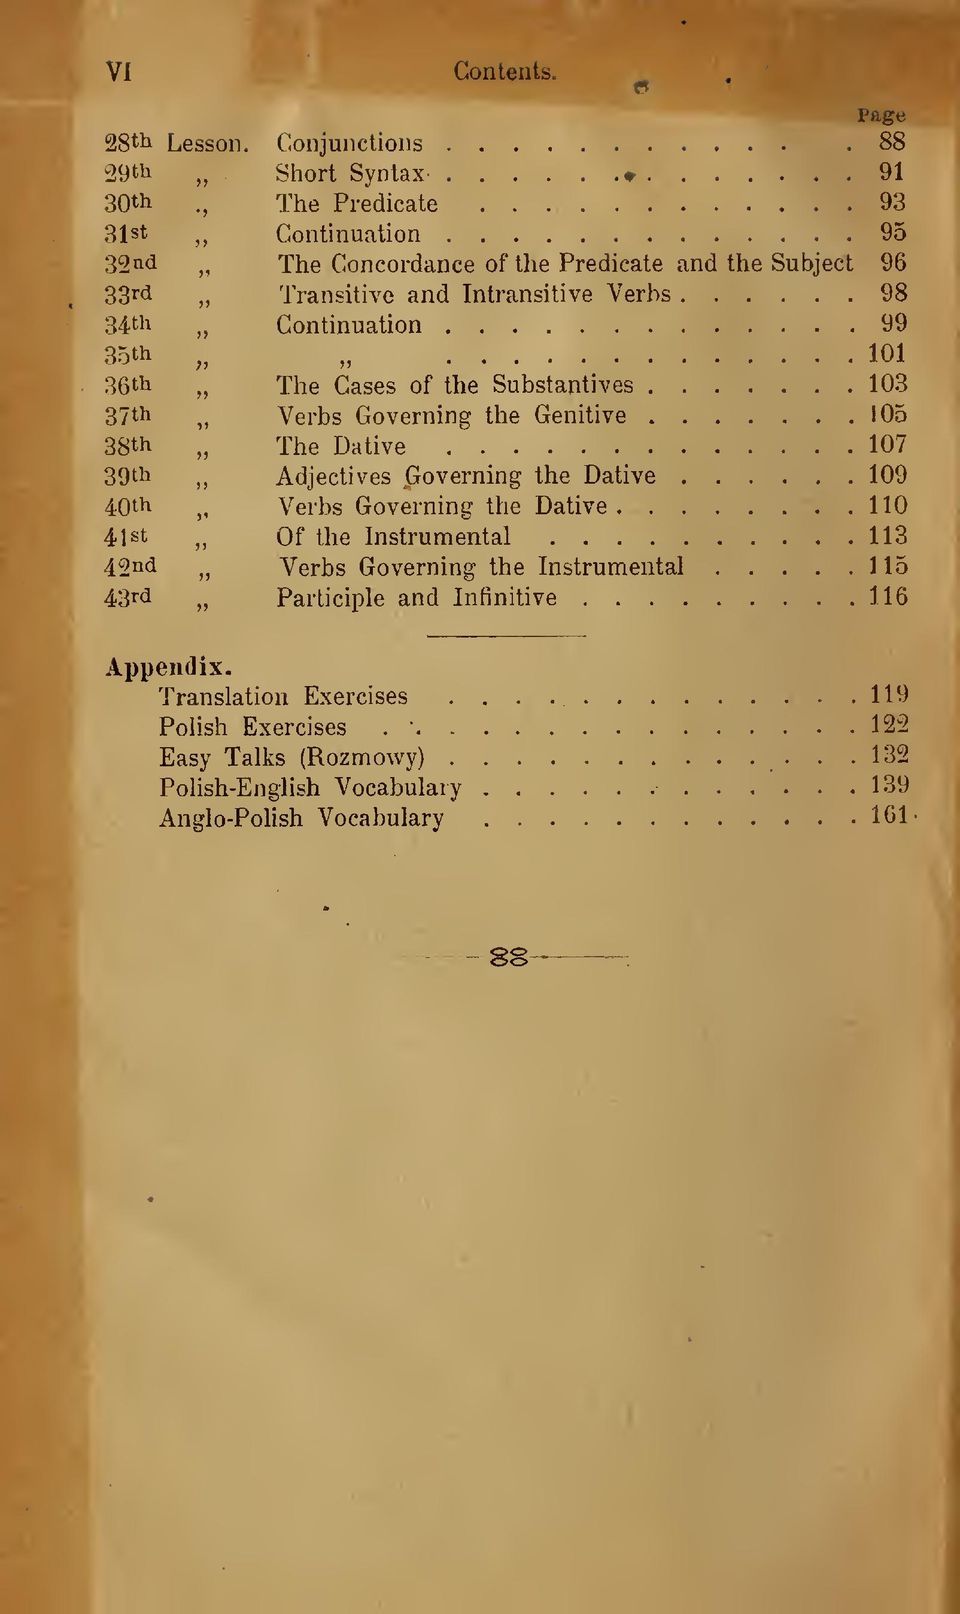 VI Contents.
Page
28th Lesson. Conjunctions . . . . . . . . . . . . . 88
29th „ Short Syntax . . . . . . . . . . . . . 91
30th „ The Predicate . . . . . . . . . . . . 93
31st „ Continuation . . . . . . . . . . . . . 95
32nd „ The Concordance of the Predicate and the Subject 96
33rd „ Transitive and Intransitive Verbs . . . . . . 98
34th „ Continuation . . . . . . . . . . . . . 99
35th „ „ . . . . . . . . . . . . . 101
36th „ The Cases of the Substantives . . . . . . . 103
37th „ Verbs Governing the Genitive . . . . . . . 105
38th „ The Dative . . . . . . . . . . . . . 107
39th „ Adjectives Governing the Dative . . . . . . 109
40th „ Verbs Governing the Dative . . . . . . . . 110
41st „ Of the Instrumental . . . . . . . . . . 113
42nd „ Verbs Governing the Instrumental . . . . . 115
43rd „ Participle and Infinitive . . . . . . . . . 116
Appendix.
Translation Exercises . . . . . . . . . . . . . 119
Polish Exercises . . . . . . . . . . . . . . . 122
Easy Talks (Rozmowy) . . . . . . . . . . . . . 132
Polish-English Vocabulary . . . . . . . . . . . . 139
Anglo-Polish Vocabulary . . . . . . . . . . . . 161